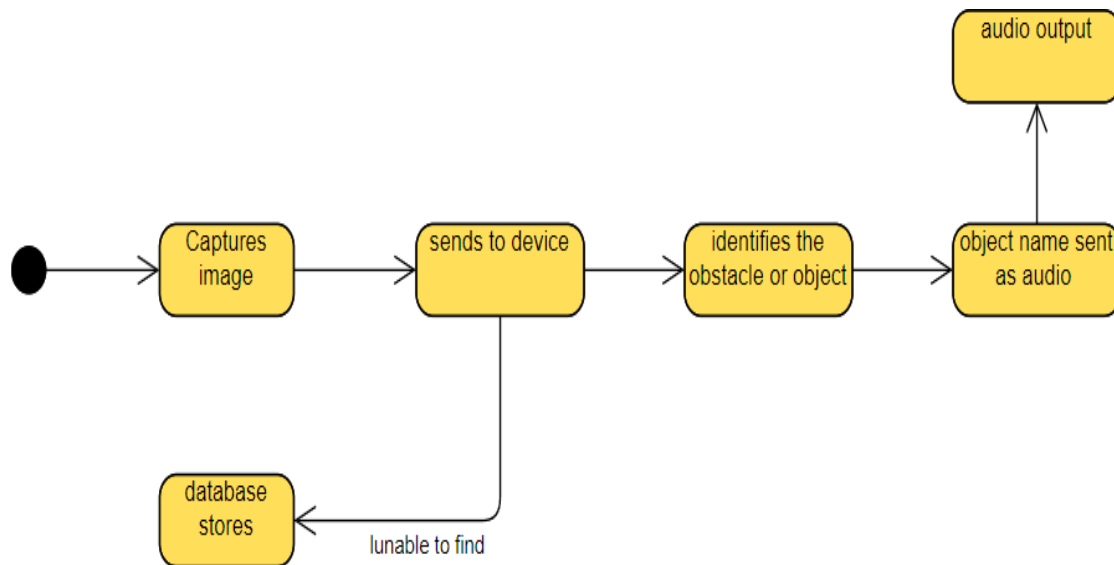 audio output
Captures
image
sends to device
identifies the
obstacle or object
object name sent
as audio
database
stores
lunable to find